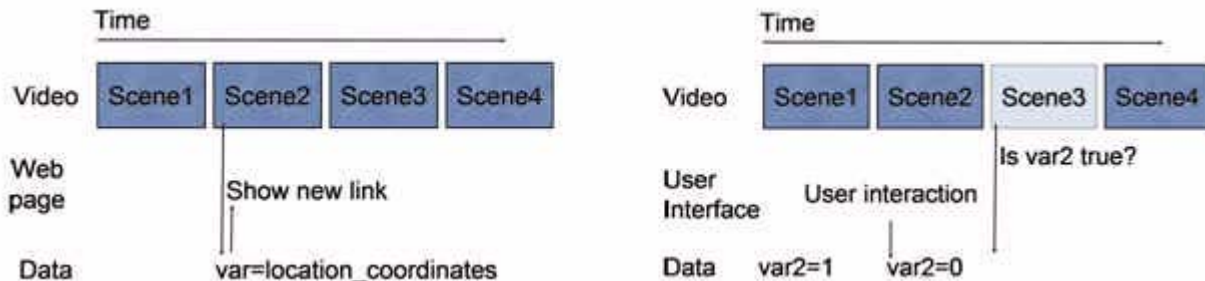 Time
Video Scene1 Scene2 Scene3 Scene4
Web
page
Show new link
Data var=location_coordinates
Time
Video Scene1 Scene2 Scene3 Scene4
Is var2 true?
User
Interface
User interaction
Data var2=1 var2=0